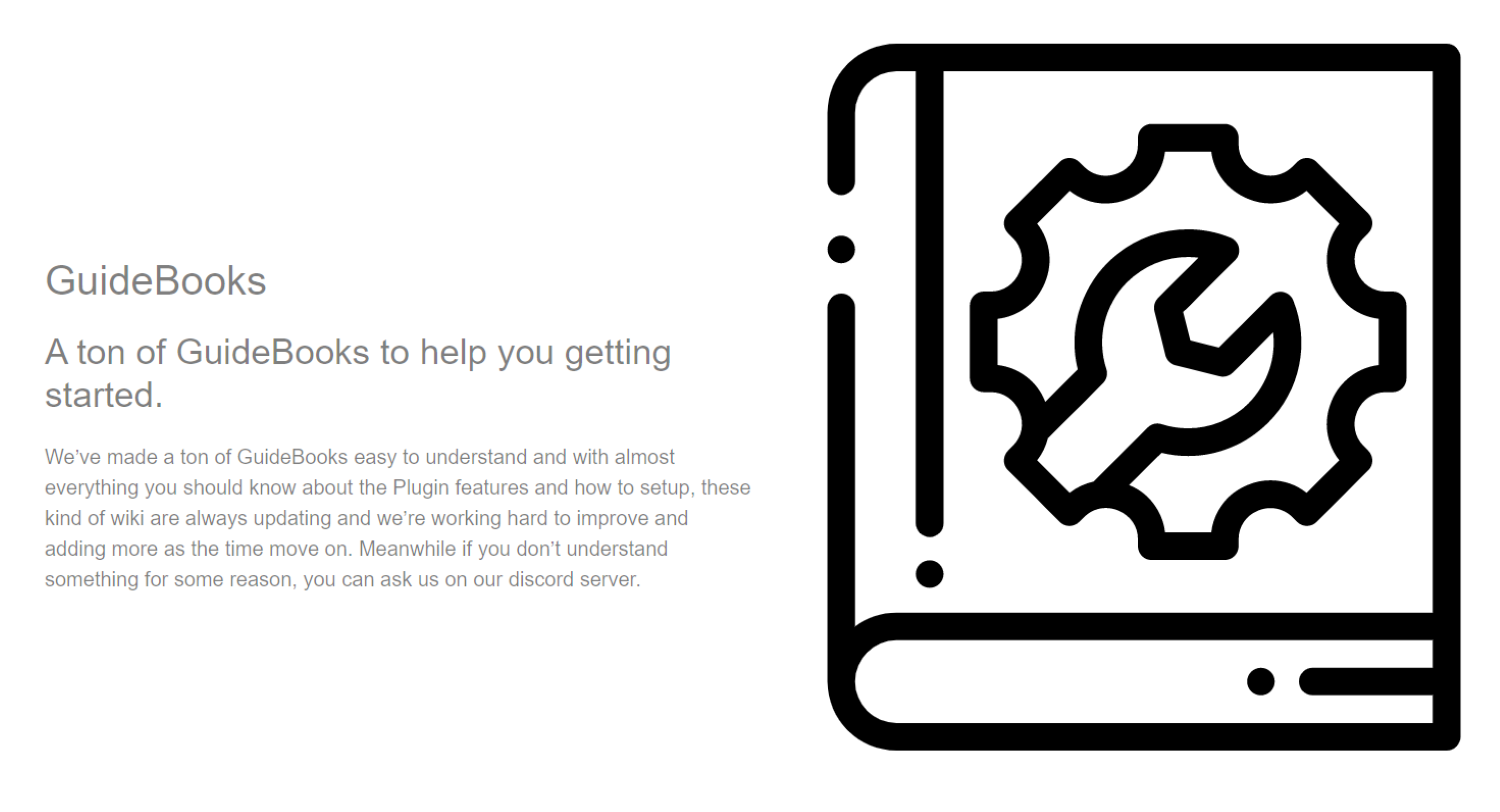 GuideBooks
A ton of GuideBooks to help you getting
started.
We’ve made a ton of GuideBooks easy to understand and with almost
everything you should know about the Plugin features and how to setup, these
kind of wiki are always updating and we’re working hard to improve and
adding more as the time move on. Meanwhile if you don’t understand
something for some reason, you can ask us on our discord server.